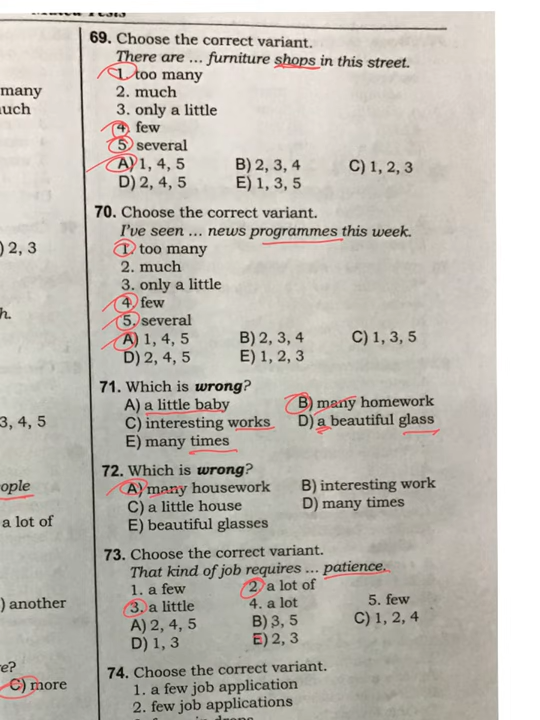 Mixed Tests
many
much
) 2, 3
h.
3, 4, 5
ople
a lot of
) another
re?
C) more
69. Choose the correct variant.
There are ... furniture shops in this street.
1. too many
2. much
3. only a little
4. few
5. several
A) 1, 4, 5 B) 2, 3, 4 C) 1, 2, 3
D) 2, 4, 5 E) 1, 3, 5
70. Choose the correct variant.
I've seen ... news programmes this week.
1. too many
2. much
3. only a little
4. few
5. several
A) 1, 4, 5 B) 2, 3, 4 C) 1, 3, 5
D) 2, 4, 5 E) 1, 2, 3
71. Which is wrong?
A) a little baby B) many homework
C) interesting works D) a beautiful glass
E) many times
72. Which is wrong?
A) many housework B) interesting work
C) a little house D) many times
E) beautiful glasses
73. Choose the correct variant.
That kind of job requires ... patience.
1. a few 2. a lot of
3. a little 4. a lot 5. few
A) 2, 4, 5 B) 3, 5 C) 1, 2, 4
D) 1, 3 E) 2, 3
74. Choose the correct variant.
1. a few job application
2. few job applications